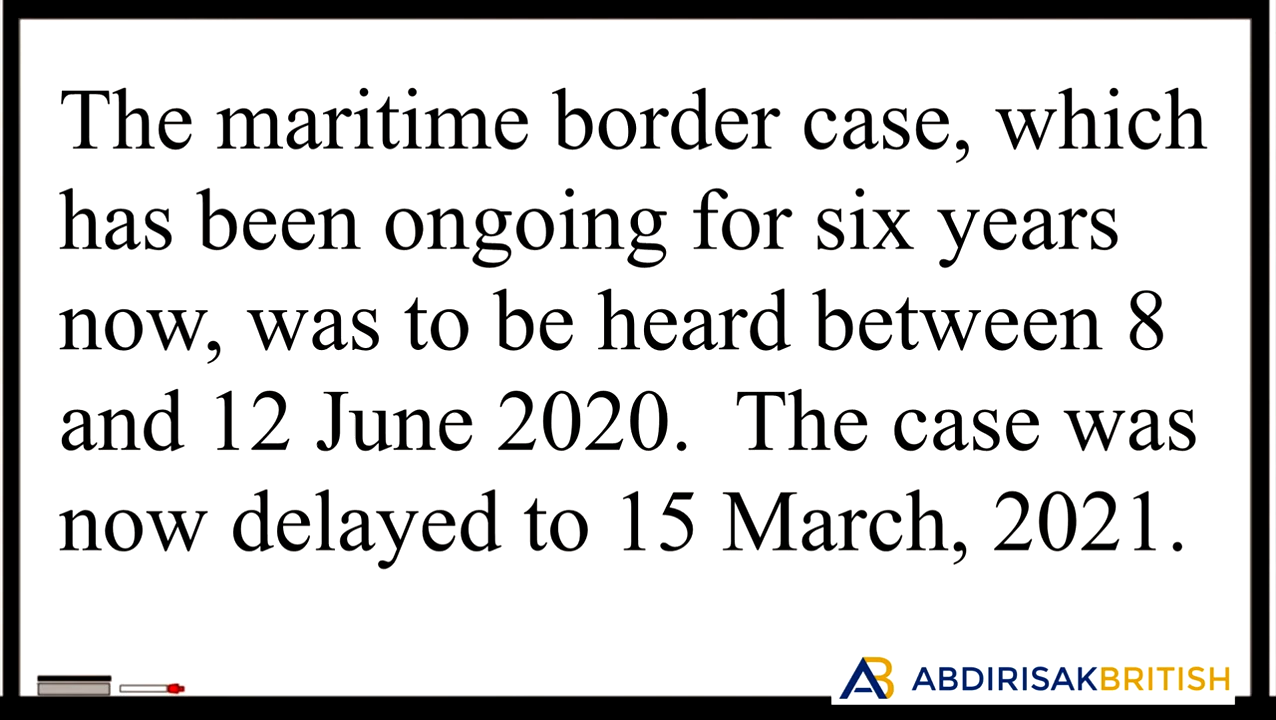 The maritime border case, which
has been ongoing for six years
now, was to be heard between 8
and 12 June 2020.  The case was
now delayed to 15 March, 2021.
AB ABDIRISAKBRITISH